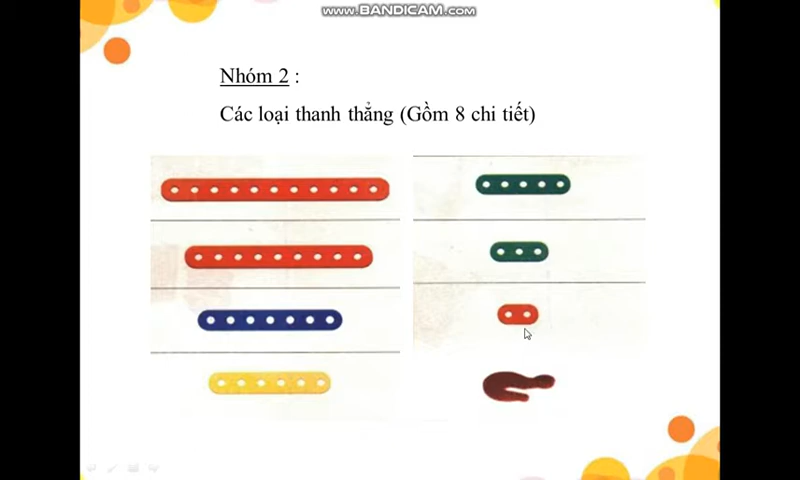 www.BANDICAM.com
Nhóm 2 :
Các loại thanh thẳng (Gồm 8 chi tiết)